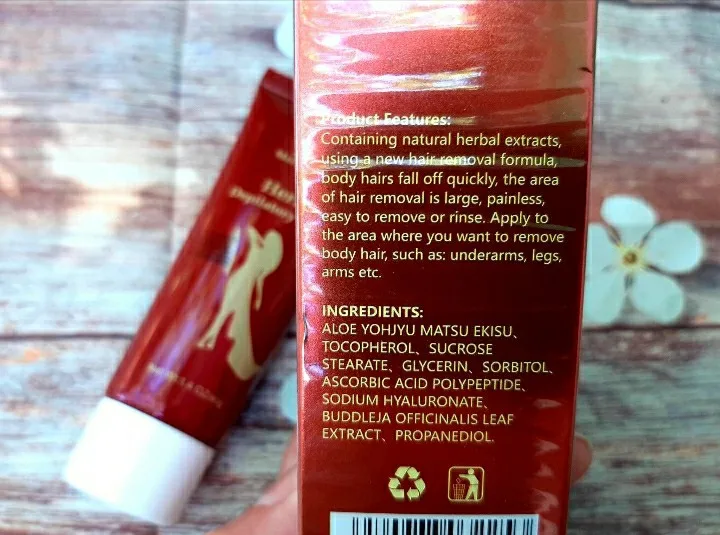 Product Features:
Containing natural herbal extracts,
using a new hair removal formula,
body hairs fall off quickly, the area
of hair removal is large, painless,
easy to remove or rinse. Apply to
the area where you want to remove
body hair, such as: underarms, legs,
arms etc.
INGREDIENTS:
ALOE YOHJYU MATSU EKISU、
TOCOPHEROL、SUCROSE
STEARATE、GLYCERIN、SORBITOL、
ASCORBIC ACID POLYPEPTIDE、
SODIUM HYALURONATE、
BUDDLEJA OFFICINALIS LEAF
EXTRACT、PROPANEDIOL.
Depilatory